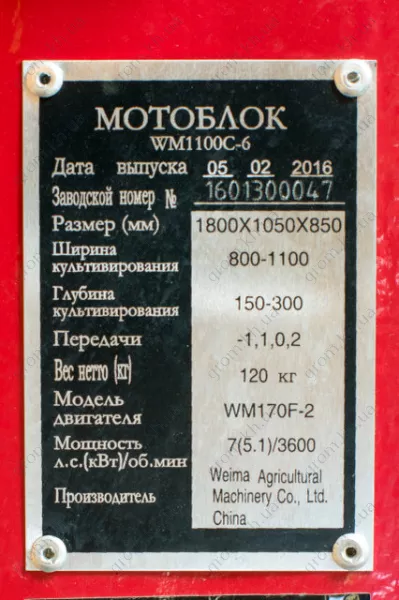 МОТОБЛОК
WM1100C-6
Дата выпуска 05 02 2016
Заводской номер № 1601300047
Размер (мм) 1800X1050X850
Ширина
культивирования 800-1100
Глубина
культивирования 150-300
Передачи -1,1,0,2
Вес нетто (кг) 120 кг
Модель
двигателя WM170F-2
Мощность
л.с.(кВт)/об.мин 7(5.1)/3600
Производитель Weima Agricultural
Machinery Co., Ltd.
China